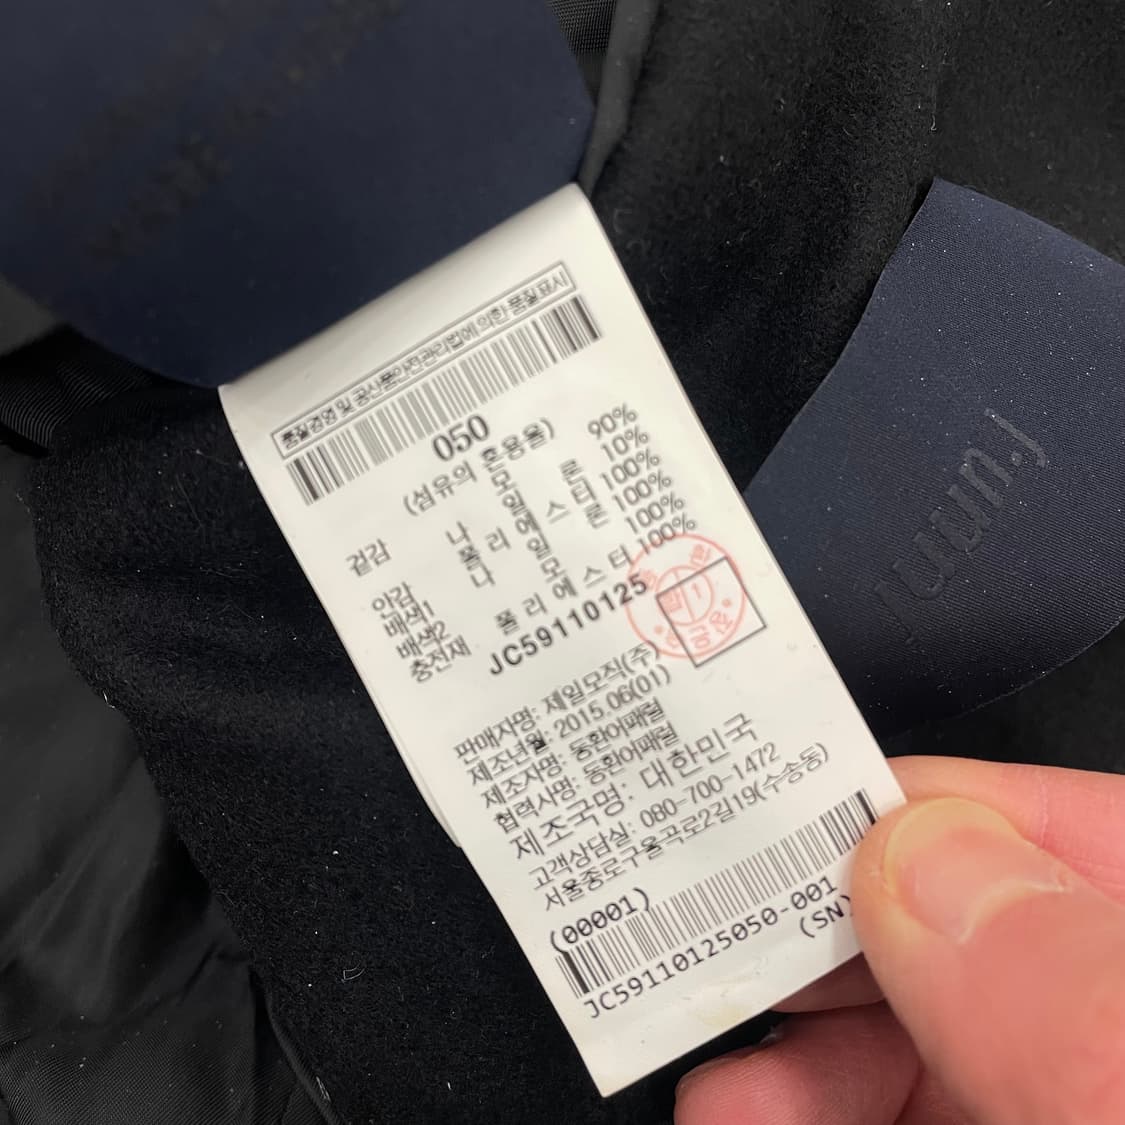 품질경영 및 공산품안전관리법에 의한 품질표시
050
(섬유의 혼용율)
겉감 모 90%
나일론 10%
안감 폴리에스터 100%
배색1 나일론 100%
배색2 모 100%
충전재 폴리에스터 100%
JC59110125
판매자명: 제일모직(주)
제조년월: 2015.06(01)
제조자명: 동환어패럴
협력사명: 동환어패럴
제조국명: 대한민국
고객상담실: 080-700-1472
서울종로구율곡로2길19(수송동)
(00001)
JC59110125050-001
(SN)
juun.j